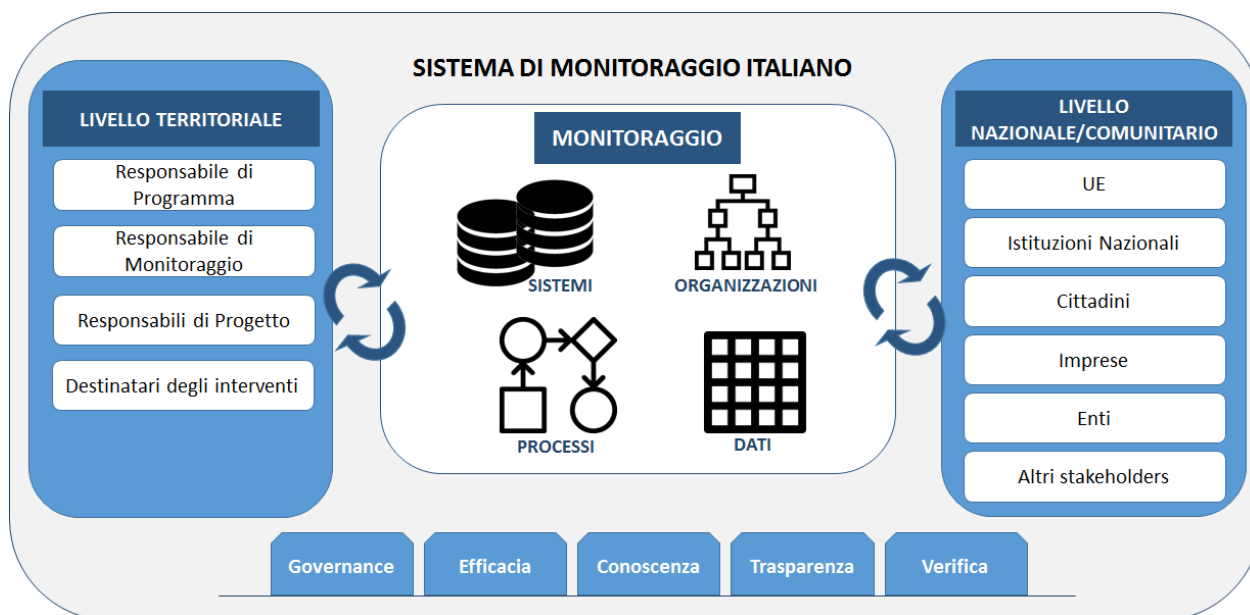 SISTEMA DI MONITORAGGIO ITALIANO
LIVELLO TERRITORIALE
Responsabile di
Programma
Responsabile di
Monitoraggio
Responsabili di Progetto
Destinatari degli interventi
MONITORAGGIO
SISTEMI
ORGANIZZAZIONI
PROCESSI
DATI
LIVELLO
NAZIONALE/COMUNITARIO
UE
Istituzioni Nazionali
Cittadini
Imprese
Enti
Altri stakeholders
Governance
Efficacia
Conoscenza
Trasparenza
Verifica